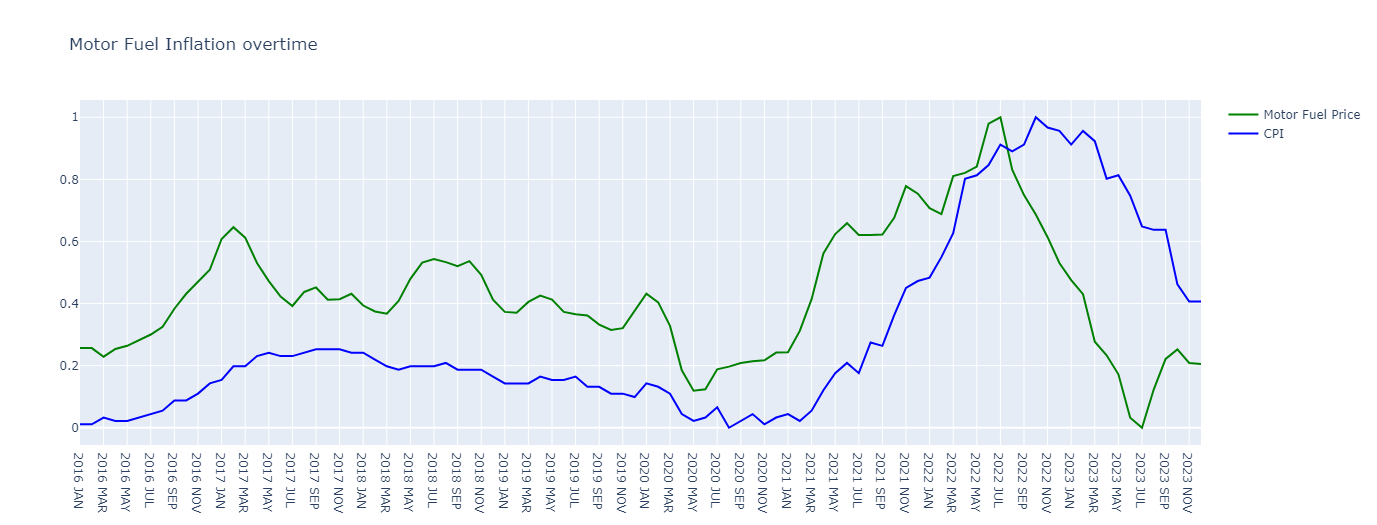 Motor Fuel Inflation overtime
Motor Fuel Price
CPI
1
0.8
0.6
0.4
0.2
0
2016 JAN
2016 MAR
2016 MAY
2016 JUL
2016 SEP
2016 NOV
2017 JAN
2017 MAR
2017 MAY
2017 JUL
2017 SEP
2017 NOV
2018 JAN
2018 MAR
2018 MAY
2018 JUL
2018 SEP
2018 NOV
2019 JAN
2019 MAR
2019 MAY
2019 JUL
2019 SEP
2019 NOV
2020 JAN
2020 MAR
2020 MAY
2020 JUL
2020 SEP
2020 NOV
2021 JAN
2021 MAR
2021 MAY
2021 JUL
2021 SEP
2021 NOV
2022 JAN
2022 MAR
2022 MAY
2022 JUL
2022 SEP
2022 NOV
2023 JAN
2023 MAR
2023 MAY
2023 JUL
2023 SEP
2023 NOV